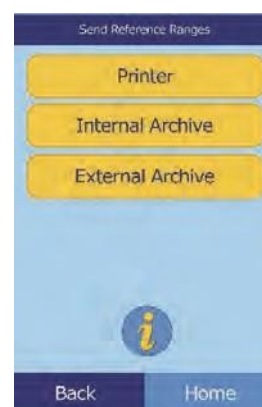 Send Reference Ranges
Printer
Internal Archive
External Archive
i
Back Home